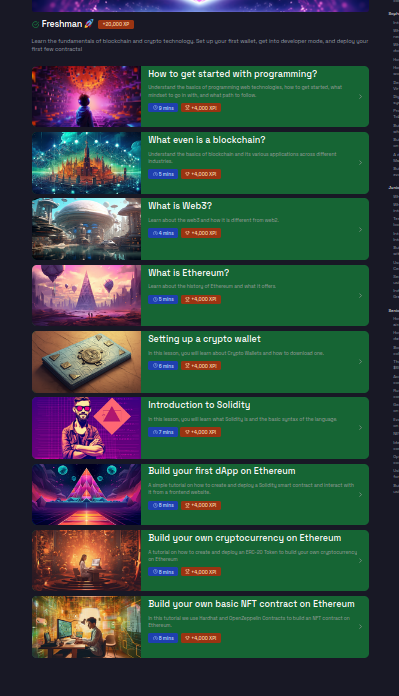 Freshman 🚀 +20,000 XP
Learn the fundamentals of blockchain and crypto technology. Set up your first wallet, get into developer mode, and deploy your
first few contracts!
How to get started with programming?
Understand the basics of programming web technologies, how to get started, what
mindset to go in with, and what path to follow.
9 mins +4,000 XP!
What even is a blockchain?
Understand the basics of blockchain and its various applications across different
industries.
5 mins +4,000 XP!
What is Web3?
Learn about the web3 and how it is different from web2.
4 mins +4,000 XP!
What is Ethereum?
Learn about the history of Ethereum and what it offers.
5 mins +4,000 XP!
Setting up a crypto wallet
In this lesson, you will learn about Crypto Wallets and how to download one.
6 mins +4,000 XP!
Introduction to Solidity
In this lesson, you will learn what Solidity is and the basic syntax of the language.
7 mins +4,000 XP!
Build your first dApp on Ethereum
A simple tutorial on how to create and deploy a Solidity smart contract and interact with
it from a frontend website.
8 mins +4,000 XP!
Build your own cryptocurrency on Ethereum
A tutorial on how to create and deploy an ERC-20 Token to build your own cryptocurrency
on Ethereum
8 mins +4,000 XP!
Build your own basic NFT contract on Ethereum
In this tutorial we use Hardhat and OpenZeppelin Contracts to build an NFT contract on
Ethereum.
8 mins +4,000 XP!